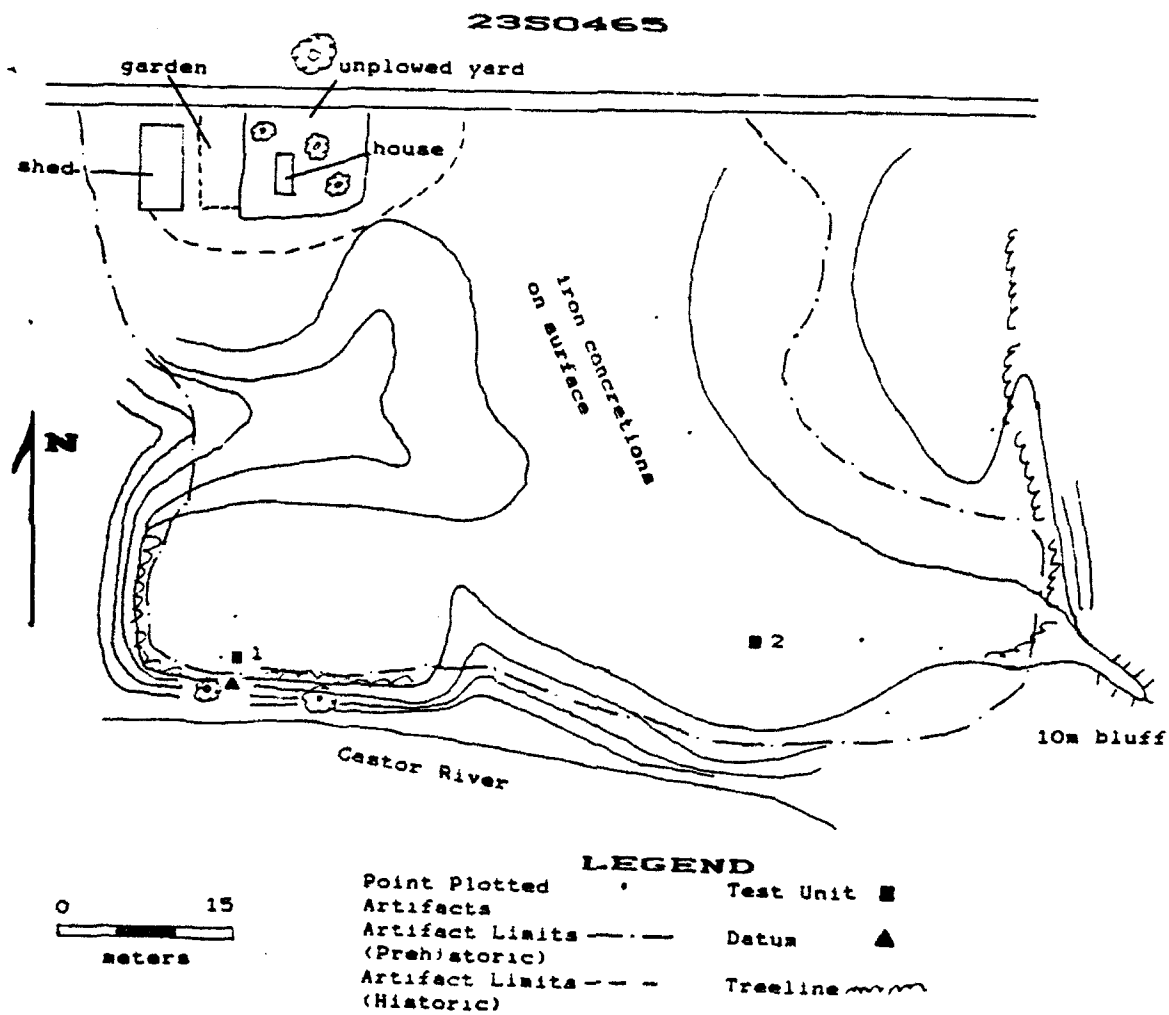 23SO465
garden
unplowed yard
shed
house
iron concretions
on surface
N
1
2
10m bluff
Castor River
LEGEND
0 15
meters
Point Plotted
Artifacts
Artifact Limits
(Prehistoric)
Artifact Limits
(Historic)
Test Unit
Datum
Treeline